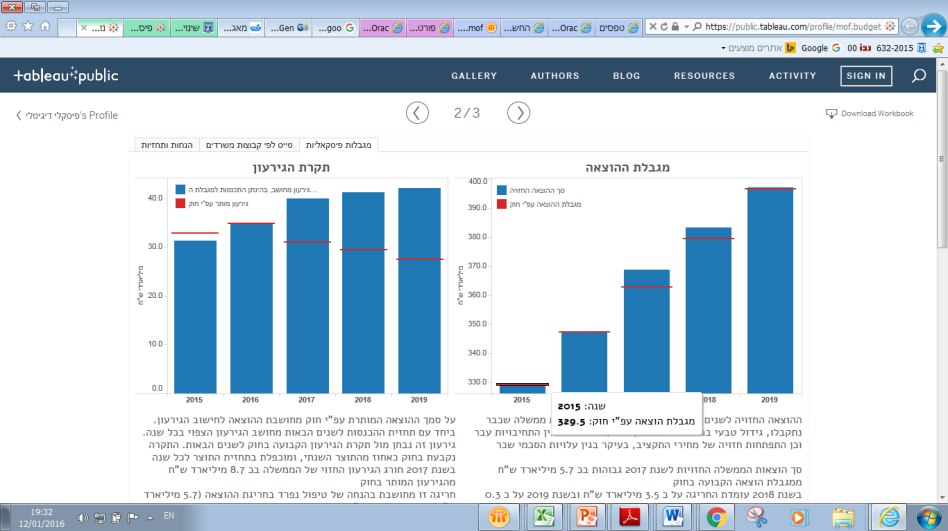 נו...
פיס...
שינוי...
מאג...
Gen...
goo...
Orac...
פורט...
mof...
החש...
Orac...
טפסים
https://public.tableau.com/profile/mof.budget
אתרים מוצעים
Google
00
632-2015
tableau public
GALLERY
AUTHORS
BLOG
RESOURCES
ACTIVITY
SIGN IN
פיסקלי דיגיטלי's Profile
2/3
Download Workbook
מגבלות פיסקאליות
טייס לפי קבוצות משרדים
הנחות ותחזיות
מגבלת ההוצאה
סך ההוצאה החזויה
מגבלת ההוצאה עפ"י חוק
400.0
390.0
380.0
370.0
360.0
350.0
340.0
330.0
מיליארדי ש"ח
2015
018
2019
שנה: 2015
מגבלת הוצאה עפ"י חוק: 329.5
תקרת הגירעון
גירעון מחושב, בהינתן התכנסות למגבלת ה...
גירעון מותר עפ"י חוק
40.0
30.0
20.0
10.0
0.0
מיליארדי ש"ח
2015
2016
2017
2018
2019
ההוצאה החזויה לשנים ת ממשלה שכבר
נתקבלו, גידול טבעי ב ין התחייבויות עבר
וכן התפתחות חזויה של מחירי התקציב, בעיקר בגין עלויות הסכמי שכר
סך הוצאות הממשלה החזויות לשנת 2017 גבוהות בכ 5.7 מיליארד ש"ח
ממגבלת הוצאה הקבועה בחוק
בשנת 2018 עומדת החריגה על כ 3.5 מיליארד ש"ח ובשנת 2019 על כ 0.3
על סמך ההוצאה המותרת עפ"י חוק מחושבת ההוצאה לחישוב הגירעון.
ביחד עם תחזית ההכנסות לשנים הבאות מחושב הגירעון הצפוי בכל שנה.
גירעון זה נבחן מול תקרת הגירעון הקבועה בחוק לשנים הבאות. התקרה
נקבעת בחוק כאחוז מהתוצר השנתי, ומוכפלת בתחזית התוצר לכל שנה
בשנת 2017 חורג הגירעון החזוי של הממשלה בכ 8.7 מיליארד ש"ח
מהגירעון המותר בחוק
חריגה זו מחושבת בהנחה של טיפול נפרד בחריגת ההוצאה (5.7 מיליארד
19:32
12/01/2016
EN